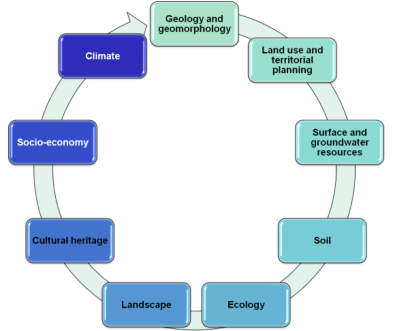 Geology and
geomorphology
Land use and
territorial
planning
Surface and
groundwater
resources
Soil
Ecology
Landscape
Cultural heritage
Socio-economy
Climate